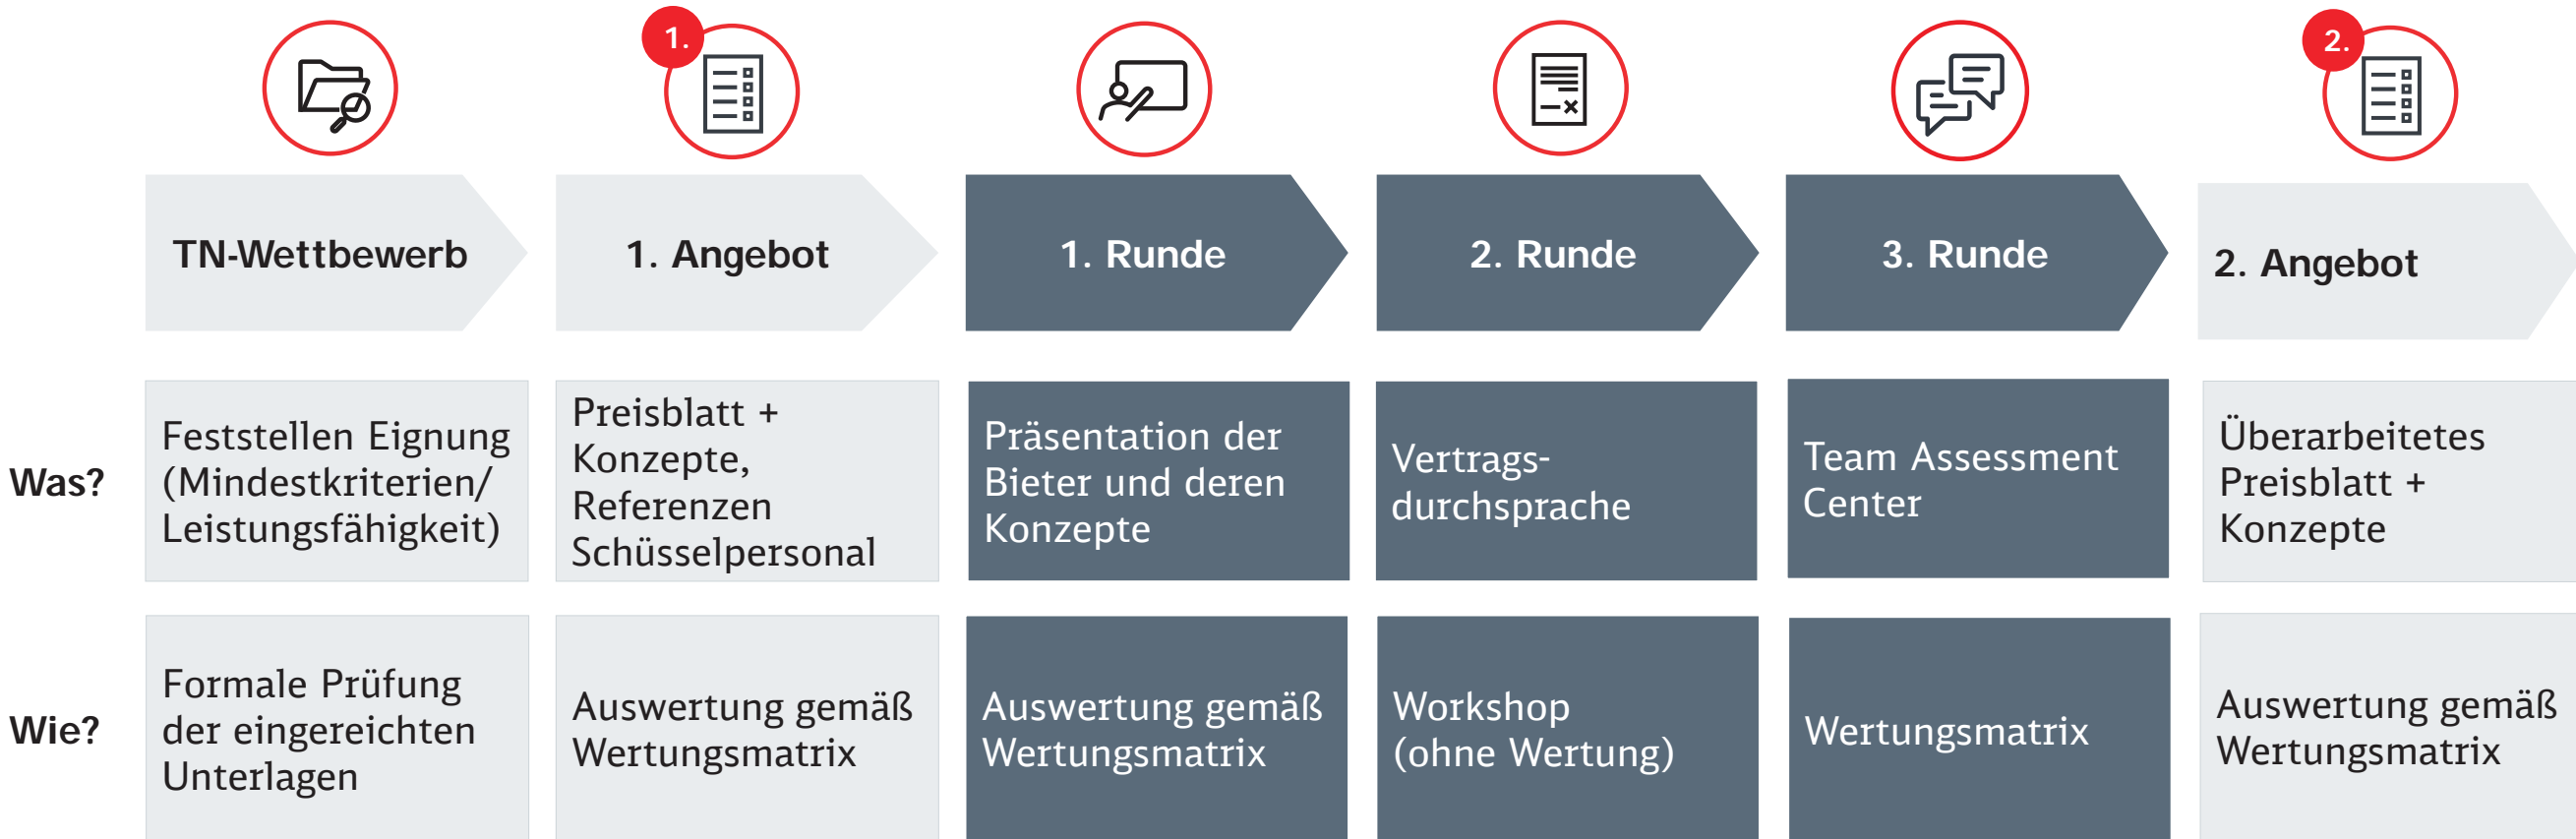 1.
2.
TN-Wettbewerb
1. Angebot
1. Runde
2. Runde
3. Runde
2. Angebot
Was?
Feststellen Eignung
(Mindestkriterien/
Leistungsfähigkeit)
Preisblatt +
Konzepte,
Referenzen
Schüsselpersonal
Präsentation der
Bieter und deren
Konzepte
Vertrags-
durchsprache
Team Assessment
Center
Überarbeitetes
Preisblatt +
Konzepte
Wie?
Formale Prüfung
der eingereichten
Unterlagen
Auswertung gemäß
Wertungsmatrix
Auswertung gemäß
Wertungsmatrix
Workshop
(ohne Wertung)
Wertungsmatrix
Auswertung gemäß
Wertungsmatrix